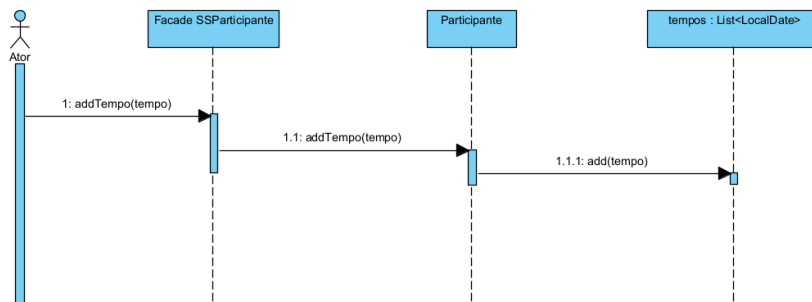 Facade SSParticipante
Participante
tempos : List<LocalDate>
Ator
1: addTempo(tempo)
1.1: addTempo(tempo)
1.1.1: add(tempo)